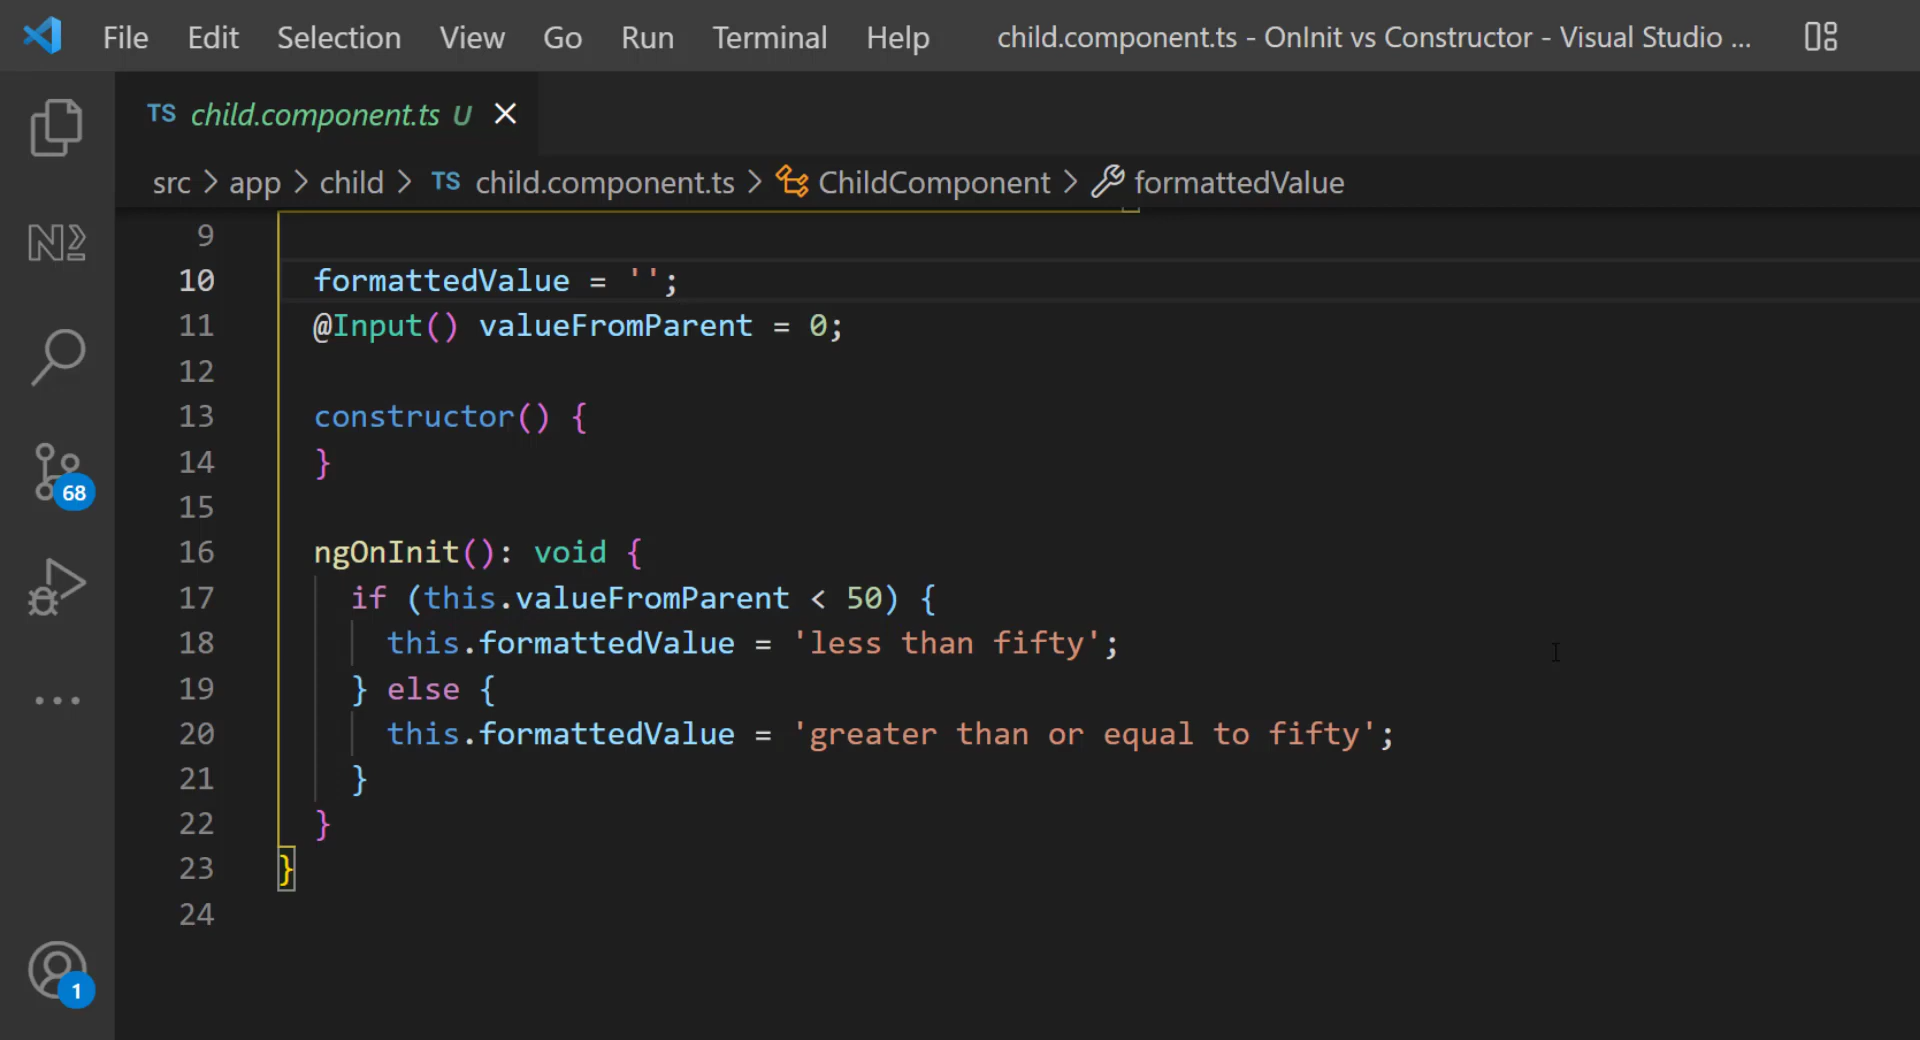 File Edit Selection View Go Run Terminal Help child.component.ts - OnInit vs Constructor - Visual Studio ...
TS child.component.ts U
src > app > child > TS child.component.ts > ChildComponent > formattedValue
9
10 formattedValue = '';
11 @Input() valueFromParent = 0;
12
13 constructor() {
14 }
15
16 ngOnInit(): void {
17 if (this.valueFromParent < 50) {
18 this.formattedValue = 'less than fifty';
19 } else {
20 this.formattedValue = 'greater than or equal to fifty';
21 }
22 }
23 }
24
68
1